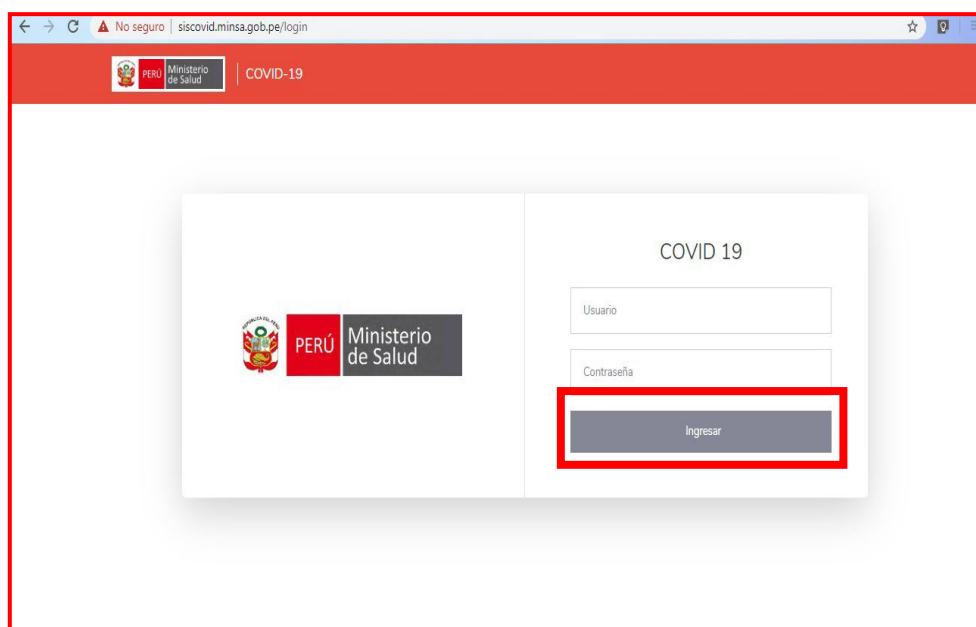 No seguro | siscovid.minsa.gob.pe/login
PERÚ Ministerio de Salud | COVID-19
COVID 19
Usuario
PERÚ
Ministerio
de Salud
Contraseña
Ingresar